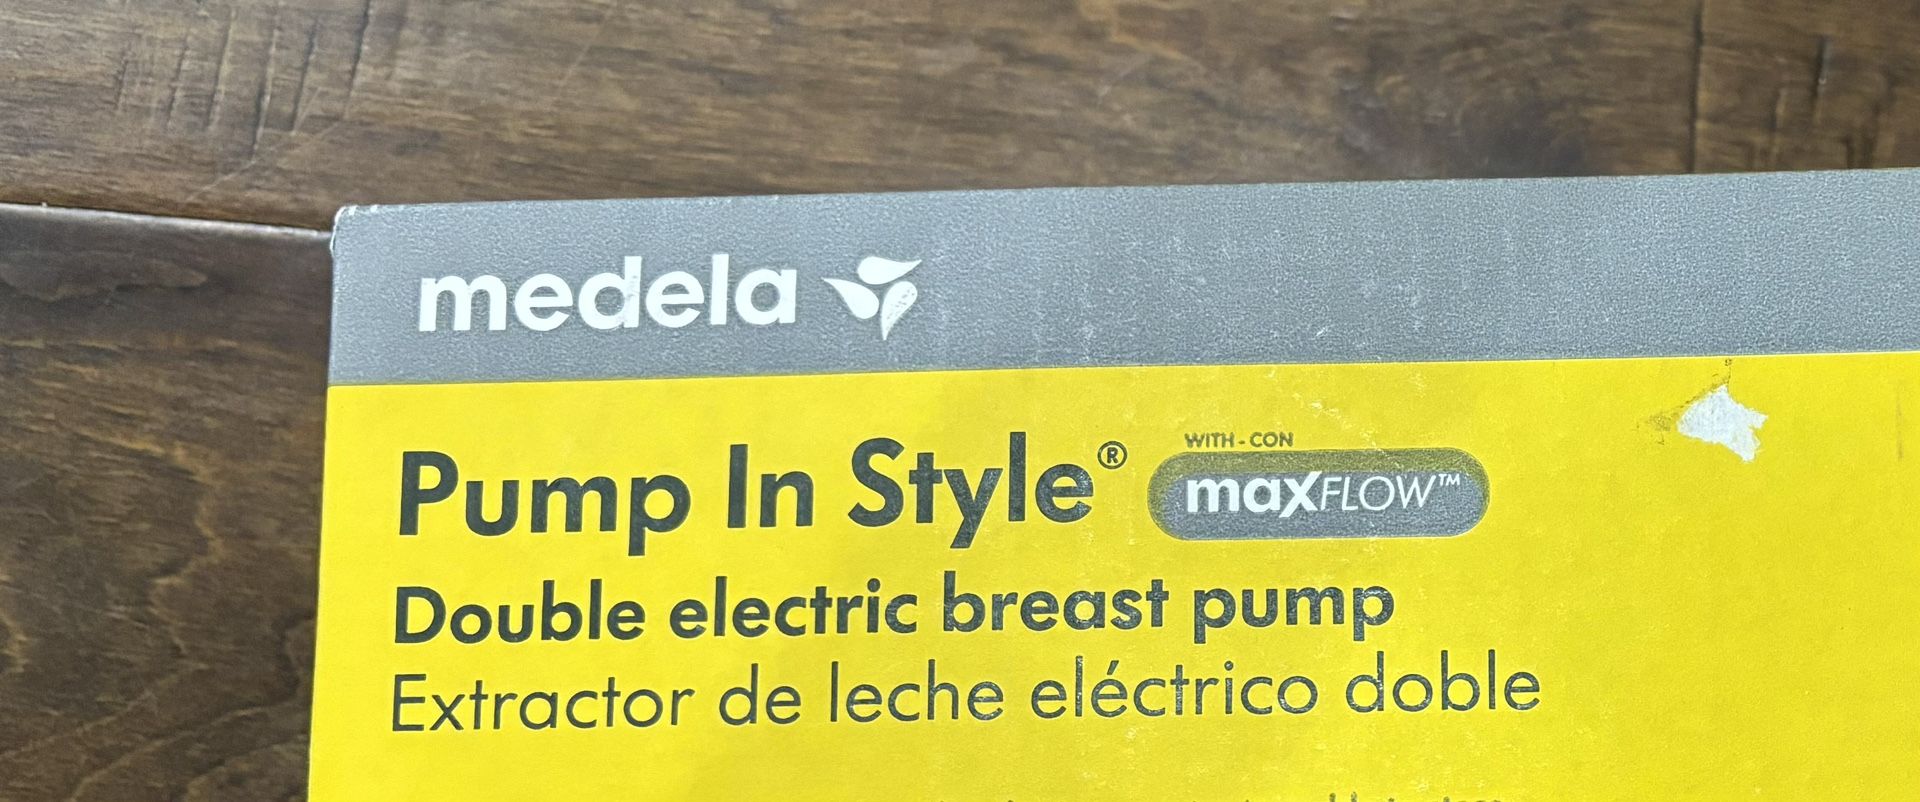 medela
Pump In Style® WITH - CON maxFLOW™
Double electric breast pump
Extractor de leche eléctrico doble